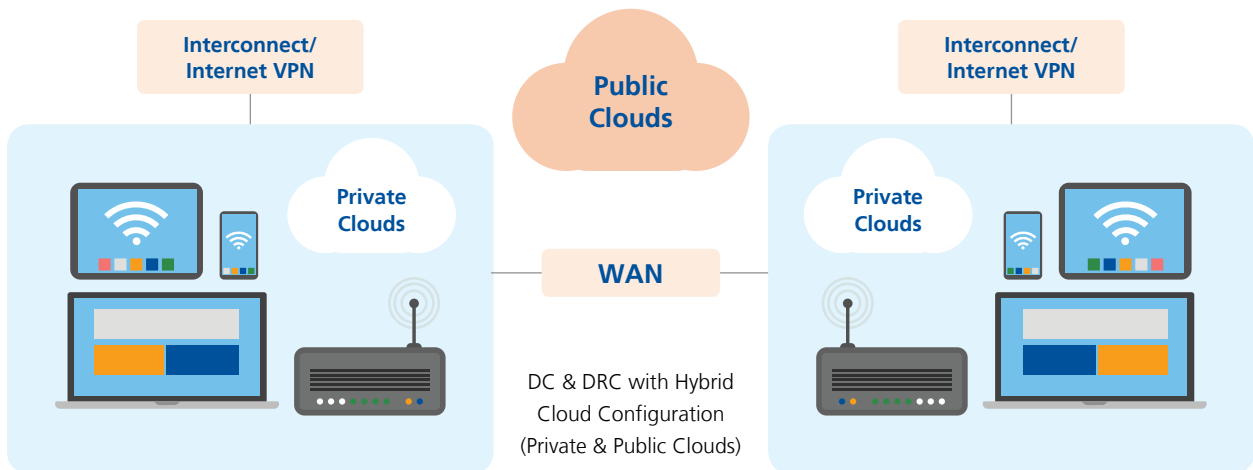 Interconnect/
Internet VPN
Public
Clouds
Interconnect/
Internet VPN
Private
Clouds
Private
Clouds
WAN
DC & DRC with Hybrid
Cloud Configuration
(Private & Public Clouds)